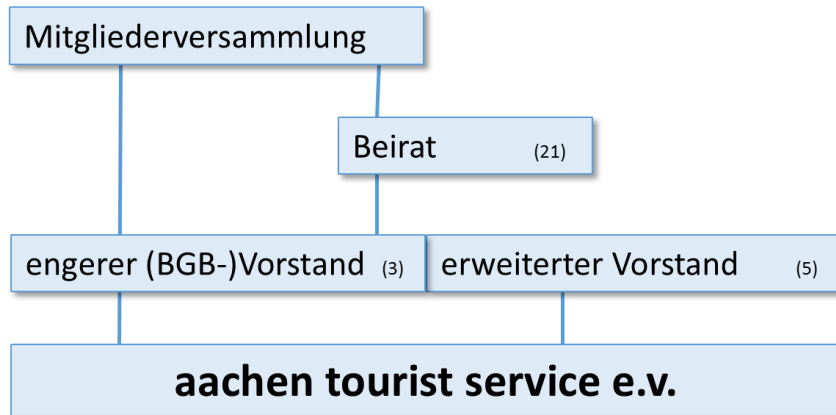 Mitgliederversammlung
Beirat (21)
engerer (BGB-)Vorstand (3) erweiterter Vorstand (5)
aachen tourist service e.v.